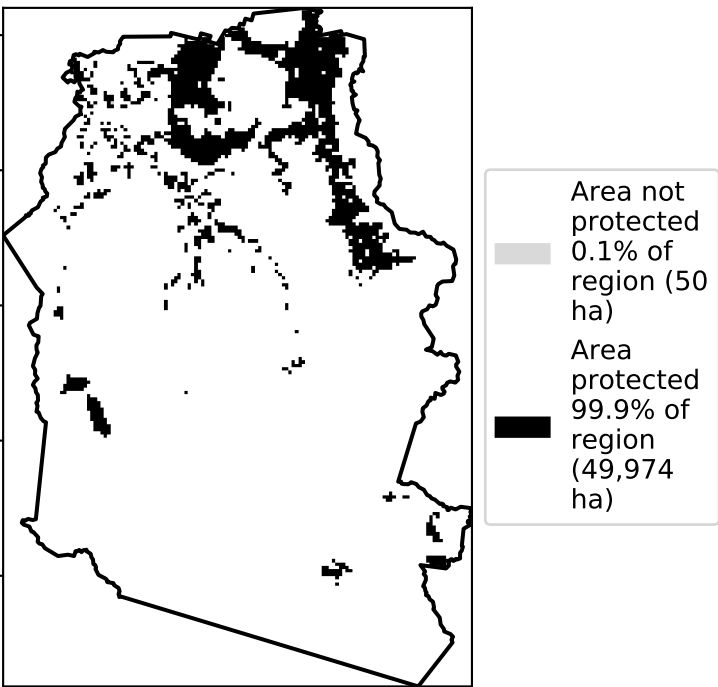 Area not
protected
0.1% of
region (50
ha)
Area
protected
99.9% of
region
(49,974
ha)